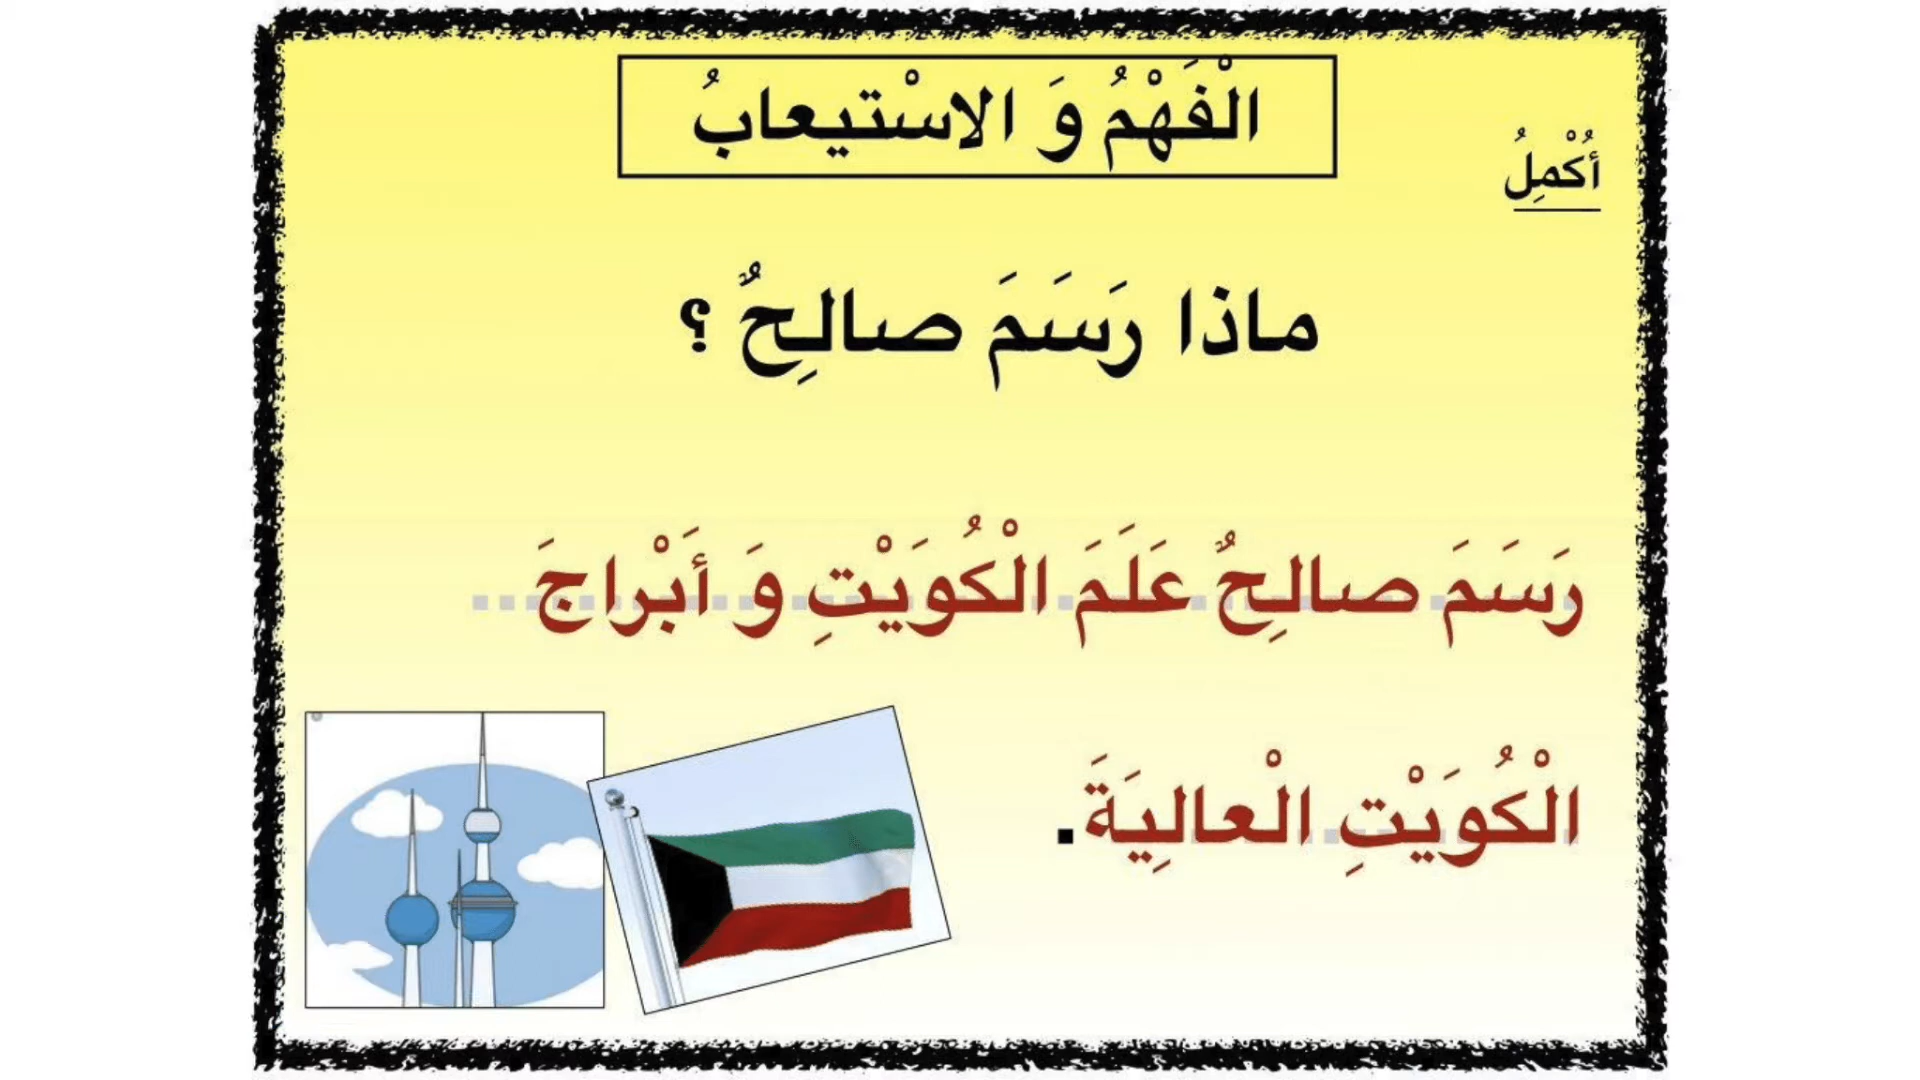 الْفَهْمُ وَ الاسْتيعابُ
أُكْمِلُ
ماذا رَسَمَ صالِحٌ ؟
رَسَمَ صالِحٌ عَلَمَ الْكُوَيْتِ وَ أَبْراجَ
الْكُوَيْتِ الْعالِيَةَ.